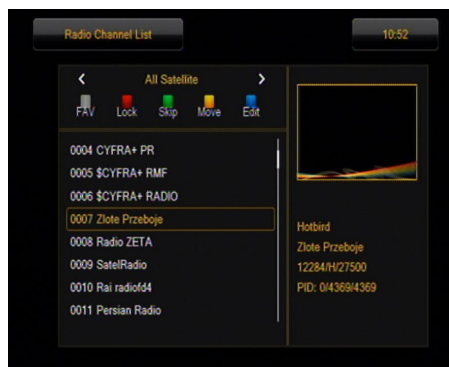 Radio Channel List
10:52
All Satellite
FAV Lock Skip Move Edit
0004 CYFRA+ PR
0005 $CYFRA+ RMF
0006 $CYFRA+ RADIO
0007 Zlote Przeboje
0008 Radio ZETA
0009 SatelRadio
0010 Rai radiofd4
0011 Persian Radio
Hotbird
Zlote Przeboje
12284/H/27500
PID: 0/4369/4369